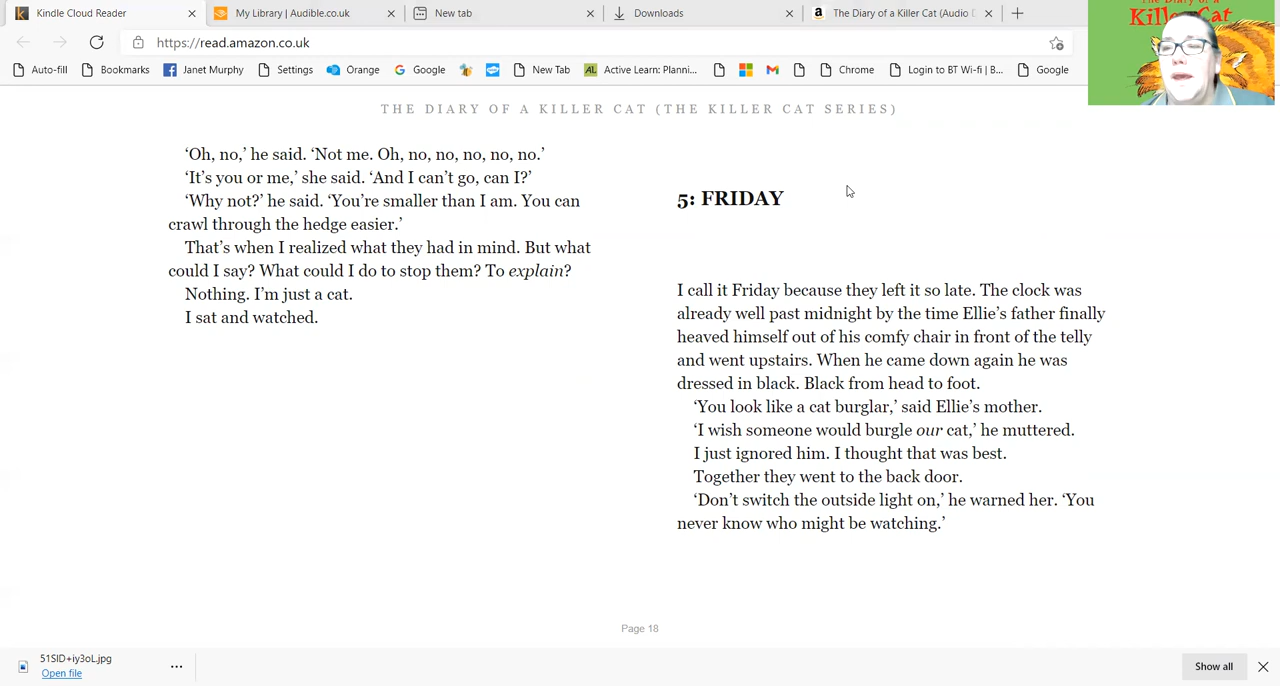 Kindle Cloud Reader
My Library | Audible.co.uk
New tab
Downloads
The Diary of a Killer Cat (Audio D
https://read.amazon.co.uk
Auto-fill
Bookmarks
Janet Murphy
Settings
Orange
Google
New Tab
AL Active Learn: Planni...
Chrome
Login to BT Wi-fi | B...
Google
The Diary of a
Killer Cat
THE DIARY OF A KILLER CAT (THE KILLER CAT SERIES)
‘Oh, no,’ he said. ‘Not me. Oh, no, no, no, no, no.’
‘It’s you or me,’ she said. ‘And I can’t go, can I?’
‘Why not?’ he said. ‘You’re smaller than I am. You can
crawl through the hedge easier.’
That’s when I realized what they had in mind. But what
could I say? What could I do to stop them? To explain?
Nothing. I’m just a cat.
I sat and watched.
5: FRIDAY
I call it Friday because they left it so late. The clock was
already well past midnight by the time Ellie’s father finally
heaved himself out of his comfy chair in front of the telly
and went upstairs. When he came down again he was
dressed in black. Black from head to foot.
‘You look like a cat burglar,’ said Ellie’s mother.
‘I wish someone would burgle our cat,’ he muttered.
I just ignored him. I thought that was best.
Together they went to the back door.
‘Don’t switch the outside light on,’ he warned her. ‘You
never know who might be watching.’
Page 18
51SID+iy3oL.jpg
Open file
Show all